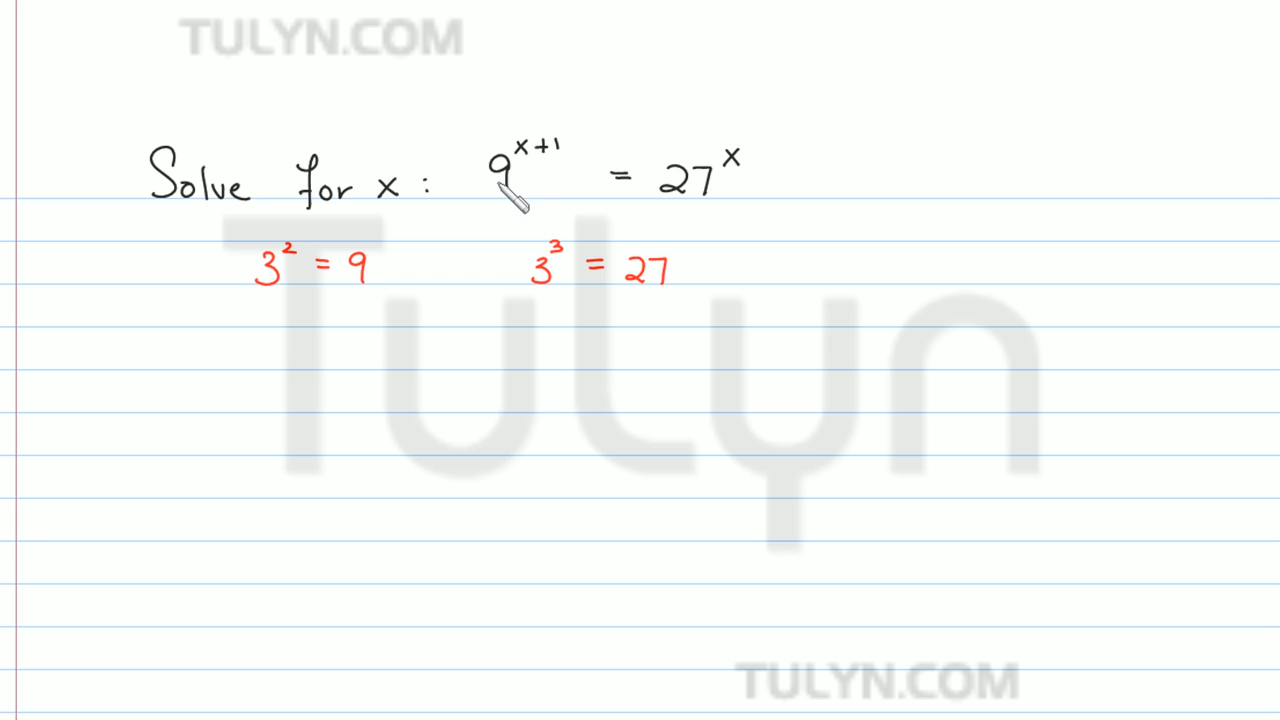 TULYN.COM
Solve for x : 9^{x+1} = 27^x
3^2 = 9 3^3 = 27
Tulyn
TULYN.COM